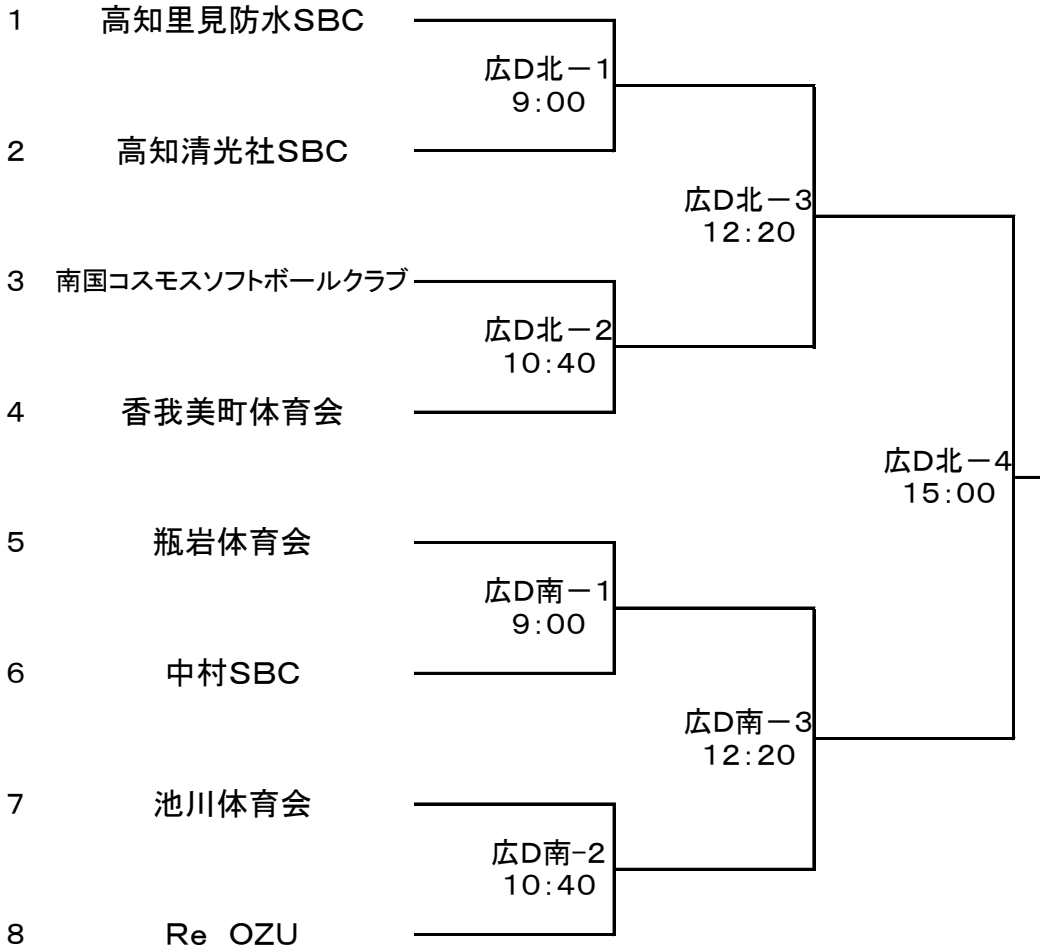 1 高知里見防水SBC
広D北－1
9:00
2 高知清光社SBC
広D北－3
12:20
3 南国コスモスソフトボールクラブ
広D北－2
10:40
4 香我美町体育会
広D北－4
15:00
5 瓶岩体育会
広D南－1
9:00
6 中村SBC
広D南－3
12:20
7 池川体育会
広D南-2
10:40
8 Re OZU